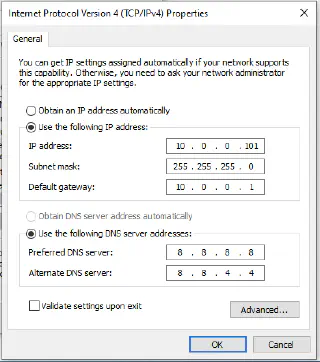 Internet Protocol Version 4 (TCP/IPv4) Properties
General
You can get IP settings assigned automatically if your network supports
this capability. Otherwise, you need to ask your network administrator
for the appropriate IP settings.
Obtain an IP address automatically
Use the following IP address:
IP address: 10 . 0 . 0 . 101
Subnet mask: 255 . 255 . 255 . 0
Default gateway: 10 . 0 . 0 . 1
Obtain DNS server address automatically
Use the following DNS server addresses:
Preferred DNS server: 8 . 8 . 8 . 8
Alternate DNS server: 8 . 8 . 4 . 4
Validate settings upon exit
Advanced...
OK Cancel